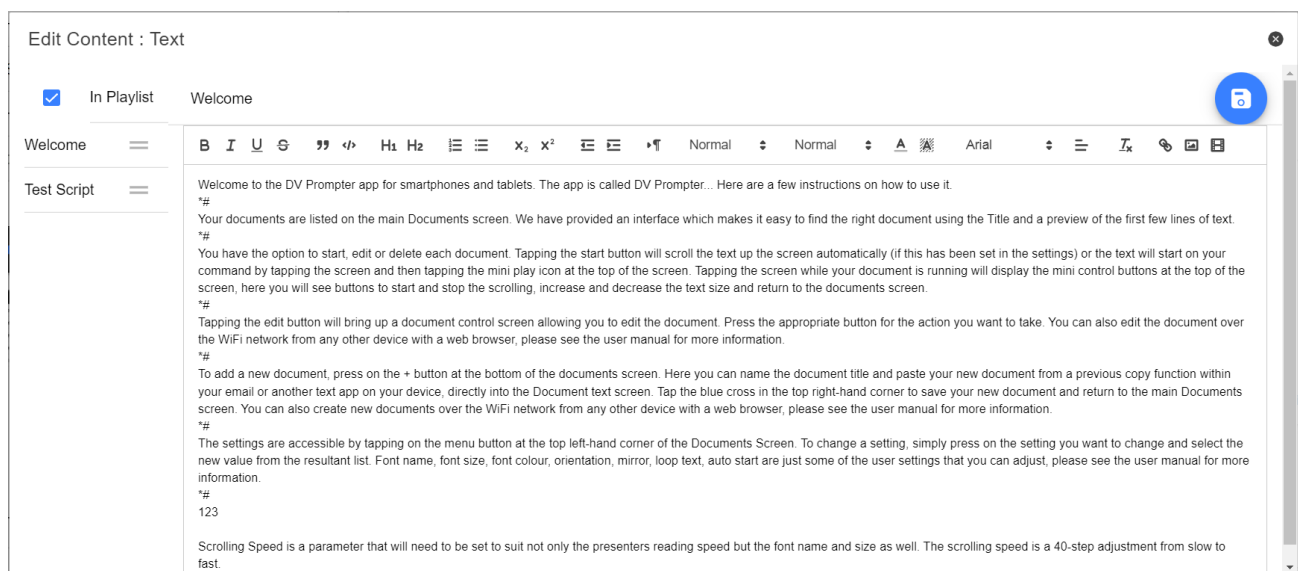 Edit Content : Text
In Playlist
Welcome
Welcome
Test Script
B I U S ” </> H1 H2 X₂ X² Normal Normal A A Arial Tx
Welcome to the DV Prompter app for smartphones and tablets. The app is called DV Prompter... Here are a few instructions on how to use it.
*#
Your documents are listed on the main Documents screen. We have provided an interface which makes it easy to find the right document using the Title and a preview of the first few lines of text.
*#
You have the option to start, edit or delete each document. Tapping the start button will scroll the text up the screen automatically (if this has been set in the settings) or the text will start on your
command by tapping the screen and then tapping the mini play icon at the top of the screen. Tapping the screen while your document is running will display the mini control buttons at the top of the
screen, here you will see buttons to start and stop the scrolling, increase and decrease the text size and return to the documents screen.
*#
Tapping the edit button will bring up a document control screen allowing you to edit the document. Press the appropriate button for the action you want to take. You can also edit the document over
the WiFi network from any other device with a web browser, please see the user manual for more information.
*#
To add a new document, press on the + button at the bottom of the documents screen. Here you can name the document title and paste your new document from a previous copy function within
your email or another text app on your device, directly into the Document text screen. Tap the blue cross in the top right-hand corner to save your new document and return to the main Documents
screen. You can also create new documents over the WiFi network from any other device with a web browser, please see the user manual for more information.
*#
The settings are accessible by tapping on the menu button at the top left-hand corner of the Documents Screen. To change a setting, simply press on the setting you want to change and select the
new value from the resultant list. Font name, font size, font colour, orientation, mirror, loop text, auto start are just some of the user settings that you can adjust, please see the user manual for more
information.
*#
123
Scrolling Speed is a parameter that will need to be set to suit not only the presenters reading speed but the font name and size as well. The scrolling speed is a 40-step adjustment from slow to
fast.